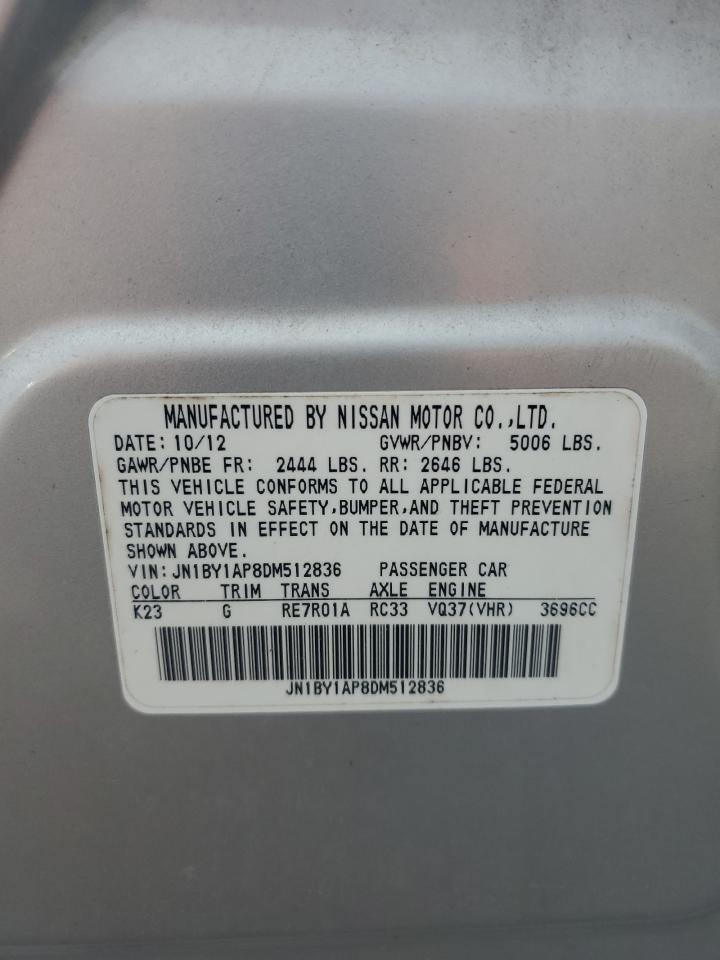 MANUFACTURED BY NISSAN MOTOR CO.,LTD.
DATE: 10/12 GVWR/PNBV: 5006 LBS.
GAWR/PNBE FR: 2444 LBS. RR: 2646 LBS.
THIS VEHICLE CONFORMS TO ALL APPLICABLE FEDERAL
MOTOR VEHICLE SAFETY,BUMPER,AND THEFT PREVENTION
STANDARDS IN EFFECT ON THE DATE OF MANUFACTURE
SHOWN ABOVE.
VIN: JN1BY1AP8DM512836 PASSENGER CAR
COLOR TRIM TRANS AXLE ENGINE
K23 G RE7R01A RC33 VQ37(VHR) 3696CC
JN1BY1AP8DM512836